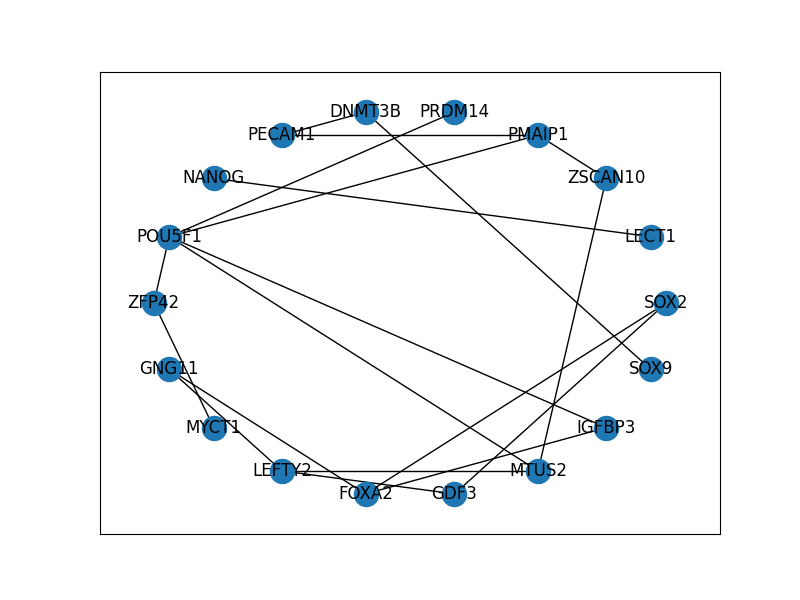 DNMT3B
PRDM14
PECAM1
PMAIP1
NANOG
ZSCAN10
POU5F1
LECT1
ZFP42
SOX2
GNG11
SOX9
MYCT1
IGFBP3
LEFTY2
MTUS2
FOXA2
GDF3